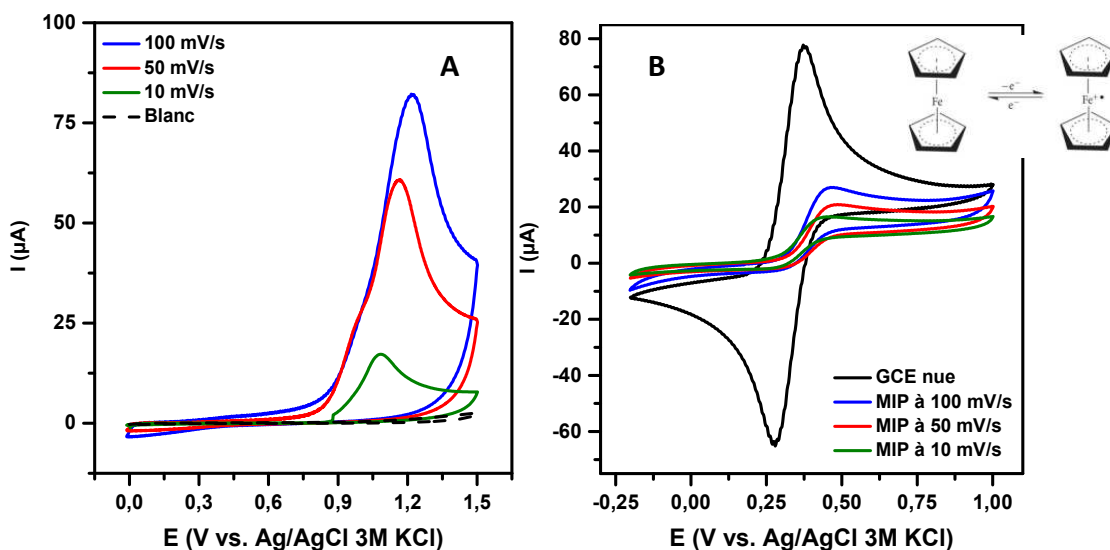 100
75
50
25
0
I (µA)
100 mV/s
50 mV/s
10 mV/s
Blanc
A
0,0 0,3 0,6 0,9 1,2 1,5
E (V vs. Ag/AgCl 3M KCl)
80
60
40
20
0
-20
-40
-60
I (µA)
B
Fe
−e⁻
e⁻
Fe⁺•
GCE nue
MIP à 100 mV/s
MIP à 50 mV/s
MIP à 10 mV/s
0,00 0,25 0,50 0,75 1,00
E (V vs. Ag/AgCl 3M KCl)